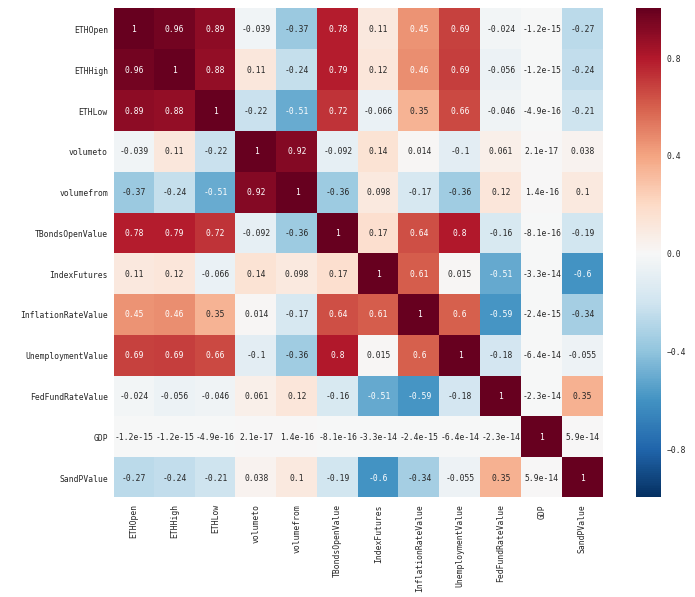 ETHOpen 1 0.96 0.89 -0.039 -0.37 0.78 0.11 0.45 0.69 -0.024 -1.2e-15 -0.27
ETHHigh 0.96 1 0.88 0.11 -0.24 0.79 0.12 0.46 0.69 -0.056 -1.2e-15 -0.24
ETHLow 0.89 0.88 1 -0.22 -0.51 0.72 -0.066 0.35 0.66 -0.046 -4.9e-16 -0.21
volumeto -0.039 0.11 -0.22 1 0.92 -0.092 0.14 0.014 -0.1 0.061 2.1e-17 0.038
volumefrom -0.37 -0.24 -0.51 0.92 1 -0.36 0.098 -0.17 -0.36 0.12 1.4e-16 0.1
TBondsOpenValue 0.78 0.79 0.72 -0.092 -0.36 1 0.17 0.64 0.8 -0.16 -8.1e-16 -0.19
IndexFutures 0.11 0.12 -0.066 0.14 0.098 0.17 1 0.61 0.015 -0.51 -3.3e-14 -0.6
InflationRateValue 0.45 0.46 0.35 0.014 -0.17 0.64 0.61 1 0.6 -0.59 -2.4e-15 -0.34
UnemploymentValue 0.69 0.69 0.66 -0.1 -0.36 0.8 0.015 0.6 1 -0.18 -6.4e-14 -0.055
FedFundRateValue -0.024 -0.056 -0.046 0.061 0.12 -0.16 -0.51 -0.59 -0.18 1 -2.3e-14 0.35
GDP -1.2e-15 -1.2e-15 -4.9e-16 2.1e-17 1.4e-16 -8.1e-16 -3.3e-14 -2.4e-15 -6.4e-14 -2.3e-14 1 5.9e-14
SandPValue -0.27 -0.24 -0.21 0.038 0.1 -0.19 -0.6 -0.34 -0.055 0.35 5.9e-14 1
ETHOpen
ETHHigh
ETHLow
volumeto
volumefrom
TBondsOpenValue
IndexFutures
InflationRateValue
UnemploymentValue
FedFundRateValue
GDP
SandPValue
0.8
0.4
0.0
-0.4
-0.8